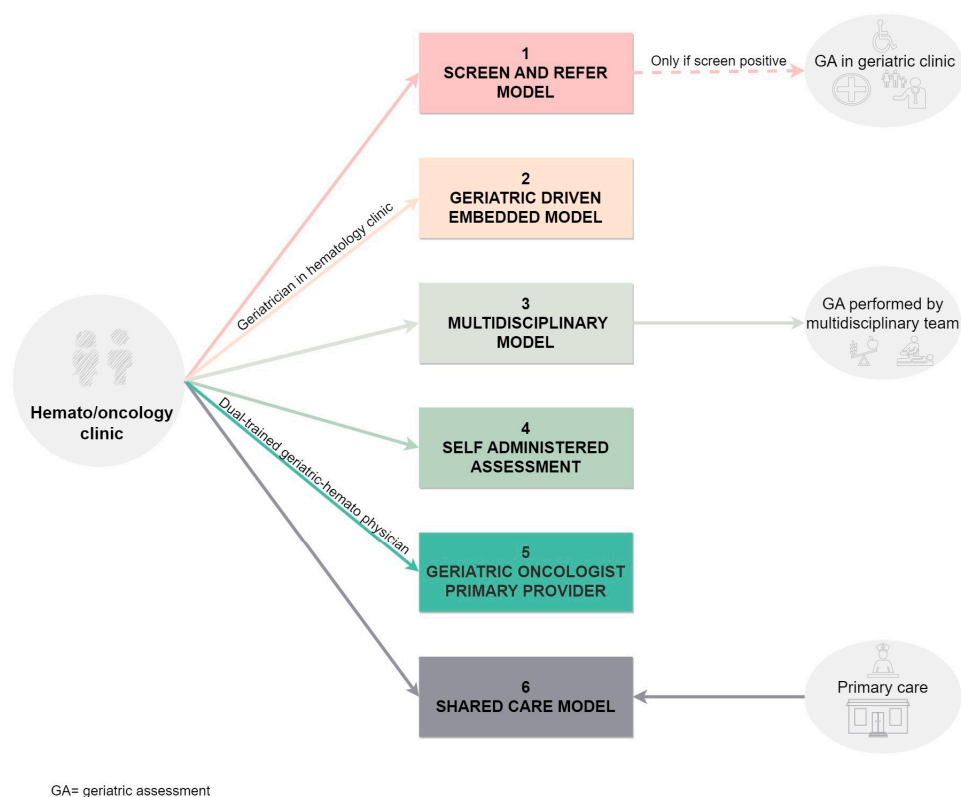 1
SCREEN AND REFER
MODEL
Only if screen positive
GA in geriatric clinic
2
GERIATRIC DRIVEN
EMBEDDED MODEL
Geriatrician in hematology clinic
3
MULTIDISCIPLINARY
MODEL
GA performed by
multidisciplinary team
Hemato/oncology
clinic
4
SELF ADMINISTERED
ASSESSMENT
Dual-trained geriatric-hemato physician
5
GERIATRIC ONCOLOGIST
PRIMARY PROVIDER
6
SHARED CARE MODEL
Primary care
GA= geriatric assessment